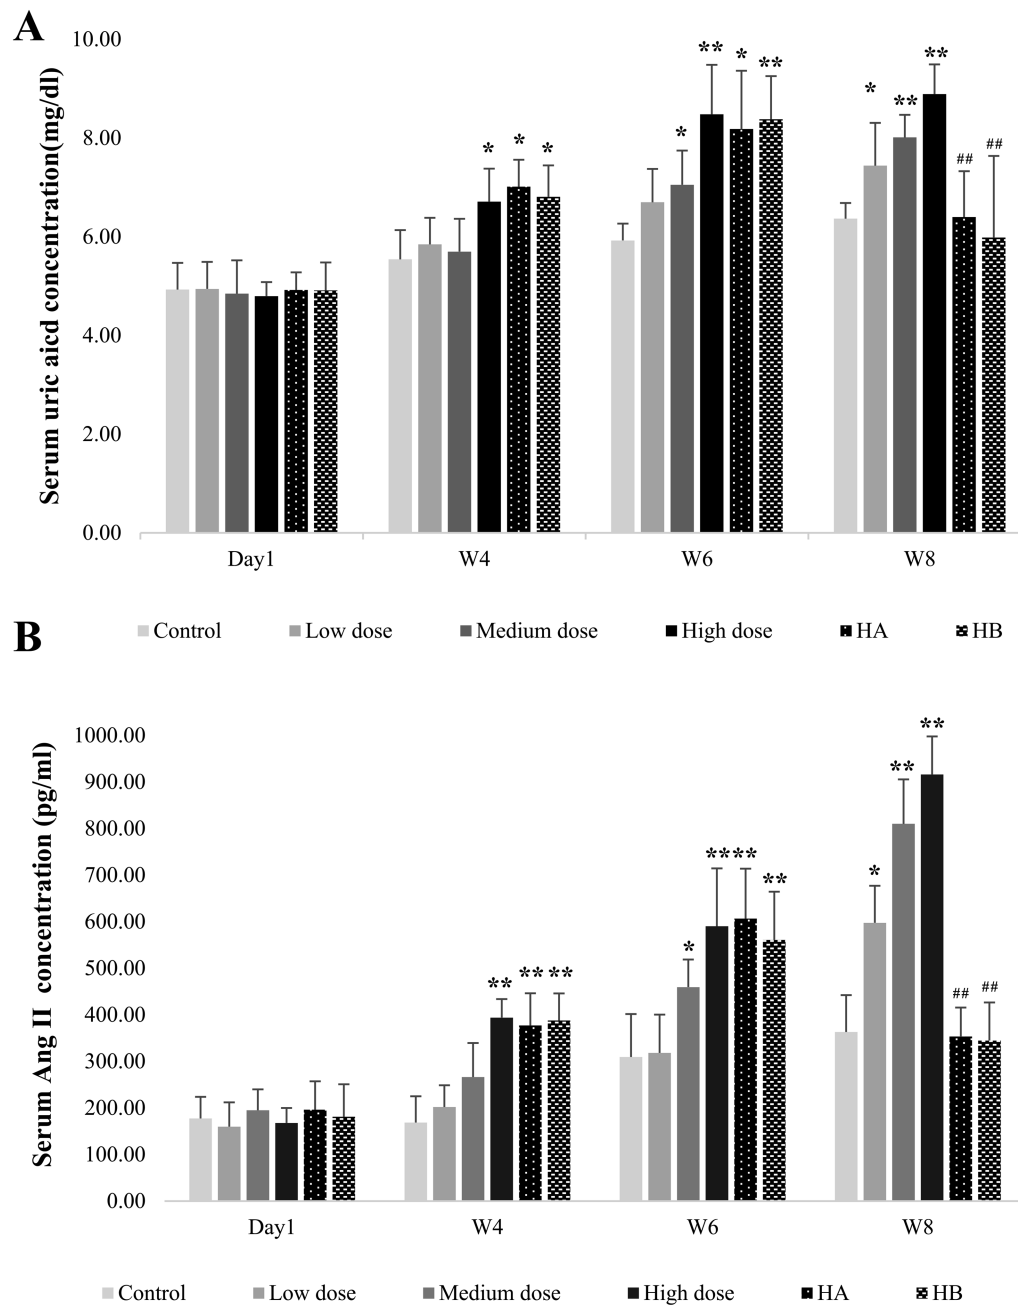 A
Serum uric aicd concentration(mg/dl)
10.00
8.00
6.00
4.00
2.00
0.00
** * **
* * *
*
* ** **
## ##
Day1 W4 W6 W8
Control Low dose Medium dose High dose HA HB
B
Serum Ang II concentration (pg/ml)
1000.00
900.00
800.00
700.00
600.00
500.00
400.00
300.00
200.00
100.00
0.00
** ** **
* **** **
* ** **
## ##
Day1 W4 W6 W8
Control Low dose Medium dose High dose HA HB